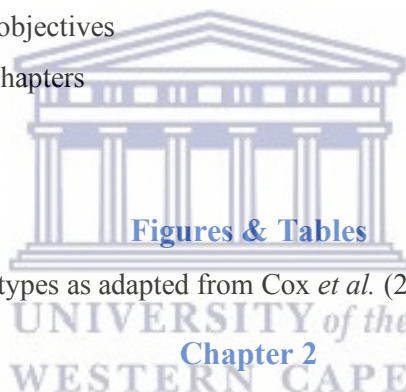 objectives
hapters
Figures & Tables
types as adapted from Cox et al. (2
UNIVERSITY of the
Chapter 2
WESTERN CAPE